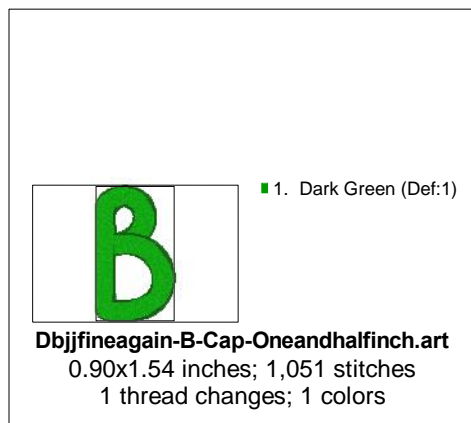 B
1. Dark Green (Def:1)
Dbjjfineagain-B-Cap-Oneandhalfinch.art
0.90x1.54 inches; 1,051 stitches
1 thread changes; 1 colors